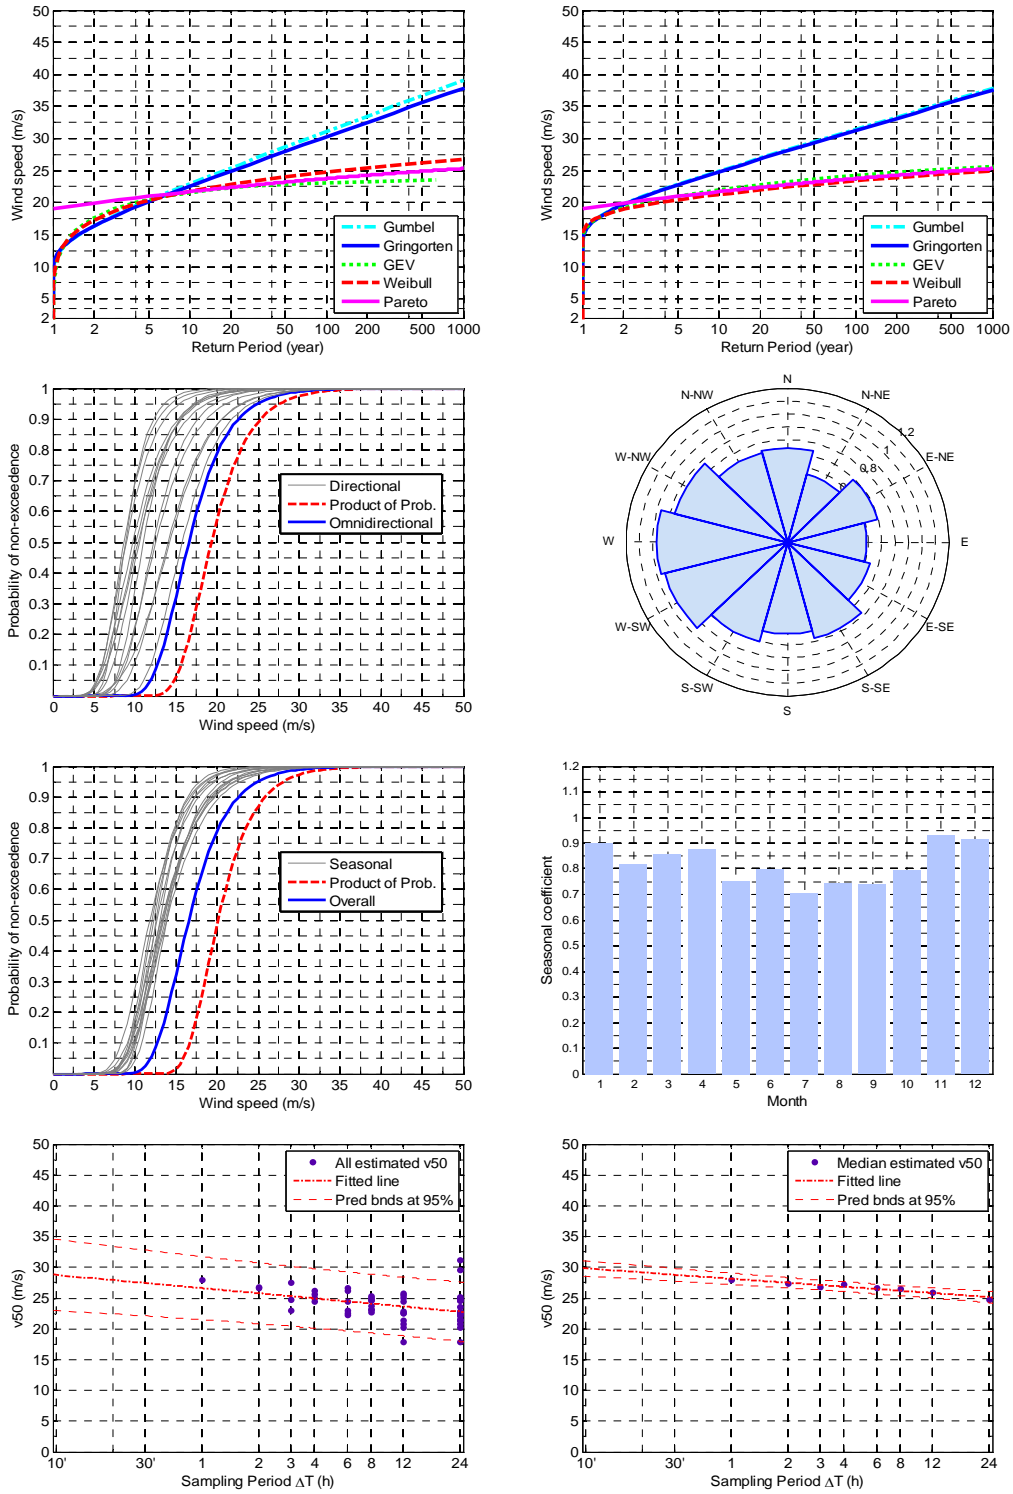 50
45
40
35
30
25
20
15
10
5
2
Wind speed (m/s)
1 2 5 10 20 50 100 200 500 1000
Return Period (year)
Gumbel
Gringorten
GEV
Weibull
Pareto
50
45
40
35
30
25
20
15
10
5
2
Wind speed (m/s)
1 2 5 10 20 50 100 200 500 1000
Return Period (year)
Gumbel
Gringorten
GEV
Weibull
Pareto
1
0.9
0.8
0.7
0.6
0.5
0.4
0.3
0.2
0.1
Probability of non-exceedence
0 5 10 15 20 25 30 35 40 45 50
Wind speed (m/s)
Directional
Product of Prob.
Omnidirectional
N
N-NE
E-NE
E
E-SE
S-SE
S
S-SW
W-SW
W
W-NW
N-NW
1.2
1
0.8
1
0.9
0.8
0.7
0.6
0.5
0.4
0.3
0.2
0.1
Probability of non-exceedence
0 5 10 15 20 25 30 35 40 45 50
Wind speed (m/s)
Seasonal
Product of Prob.
Overall
1.2
1.1
1
0.9
0.8
0.7
0.6
0.5
0.4
0.3
0.2
0.1
0
Seasonal coefficient
1 2 3 4 5 6 7 8 9 10 11 12
Month
50
45
40
35
30
25
20
15
10
5
0
v50 (m/s)
10' 30' 1 2 3 4 6 8 12 24
Sampling Period ΔT (h)
All estimated v50
Fitted line
Pred bnds at 95%
50
45
40
35
30
25
20
15
10
5
0
v50 (m/s)
10' 30' 1 2 3 4 6 8 12 24
Sampling Period ΔT (h)
Median estimated v50
Fitted line
Pred bnds at 95%